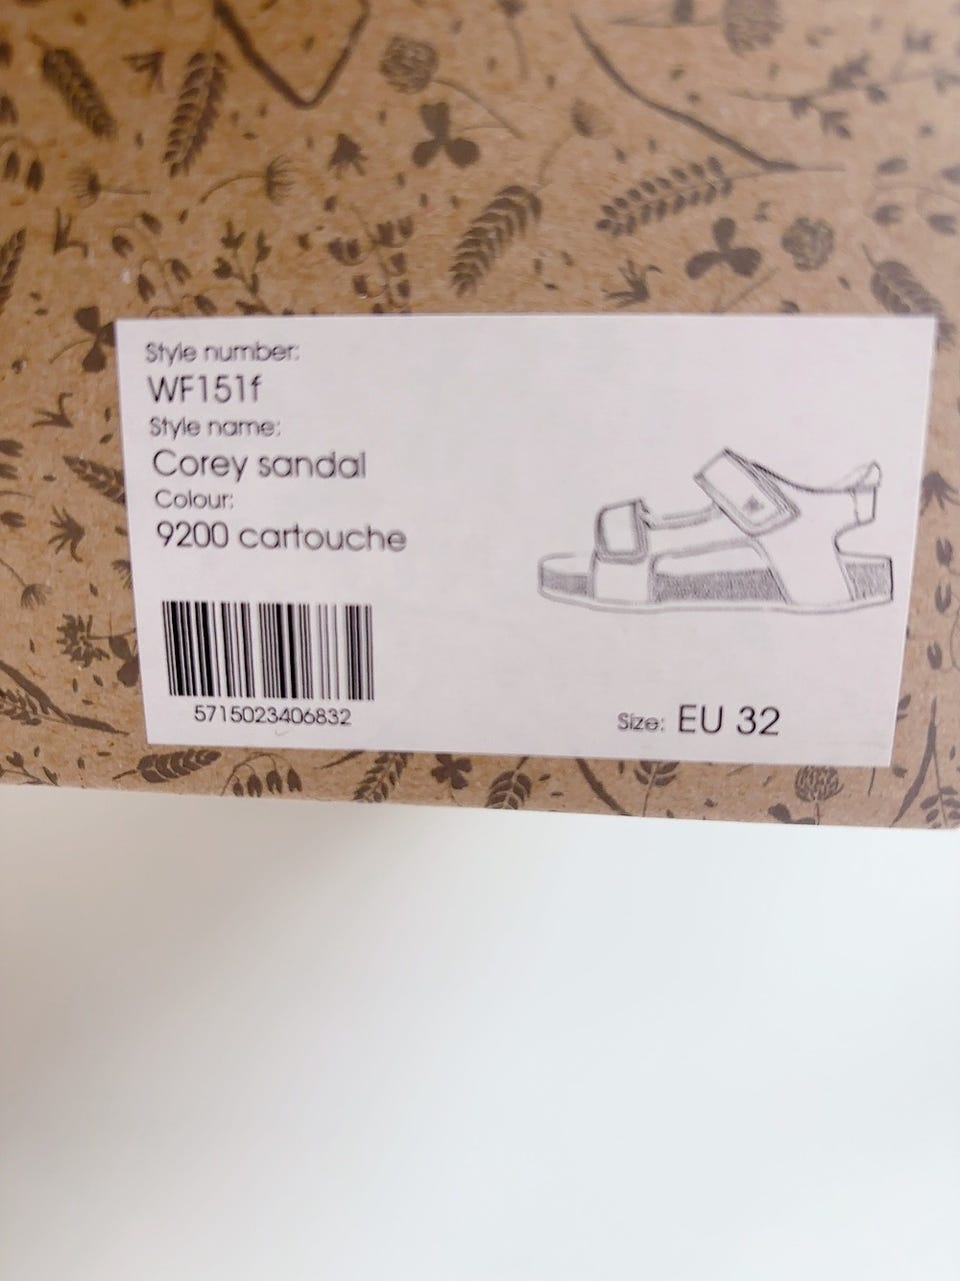 Style number:
WF151f
Style name:
Corey sandal
Colour:
9200 cartouche
5715023406832
Size: EU 32